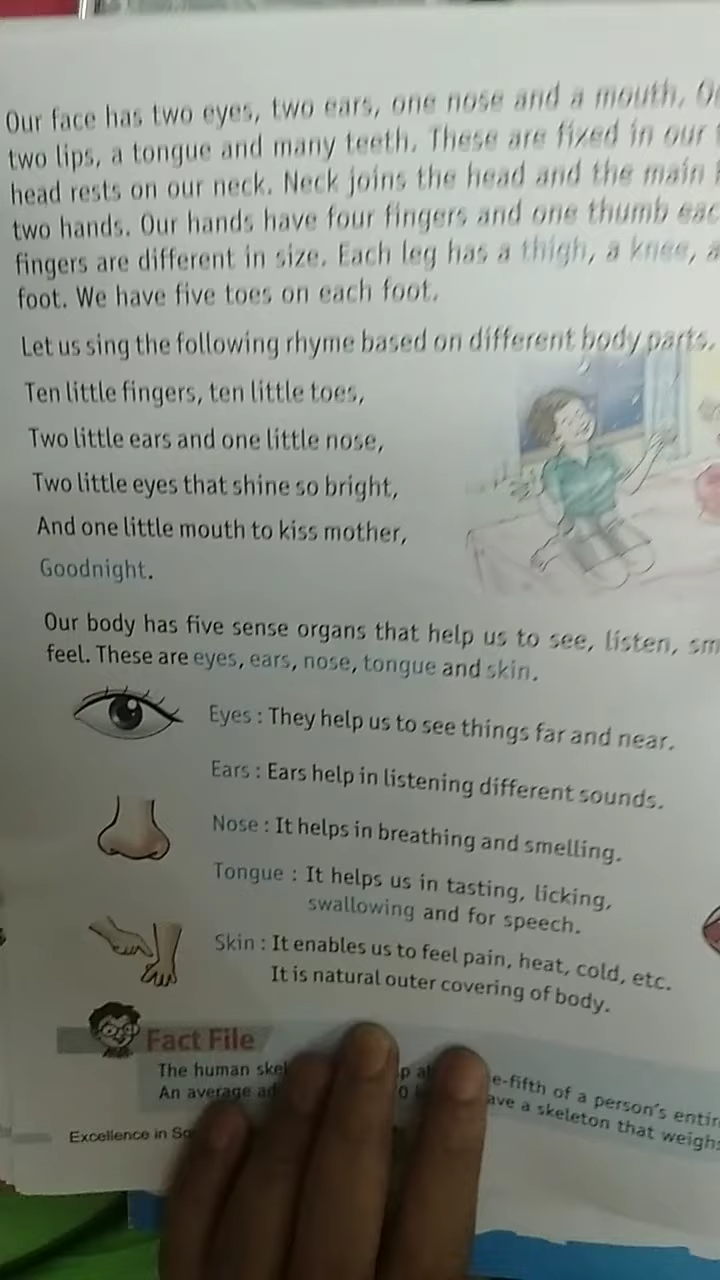 Our face has two eyes, two ears, one nose and a mouth.
two lips, a tongue and many teeth. These are fixed in our
head rests on our neck. Neck joins the head and the main
two hands. Our hands have four fingers and one thumb
fingers are different in size. Each leg has a thigh, a knee,
foot. We have five toes on each foot.
Let us sing the following rhyme based on different body parts.
Ten little fingers, ten little toes,
Two little ears and one little nose,
Two little eyes that shine so bright,
And one little mouth to kiss mother,
Goodnight.
Our body has five sense organs that help us to see, listen,
feel. These are eyes, ears, nose, tongue and skin.
Eyes : They help us to see things far and near.
Ears : Ears help in listening different sounds.
Nose : It helps in breathing and smelling.
Tongue : It helps us in tasting, licking,
swallowing and for speech.
Skin : It enables us to feel pain, heat, cold, etc.
It is natural outer covering of body.
Fact File
The human e-fifth of a person's
An average a skeleton that
Excellence in